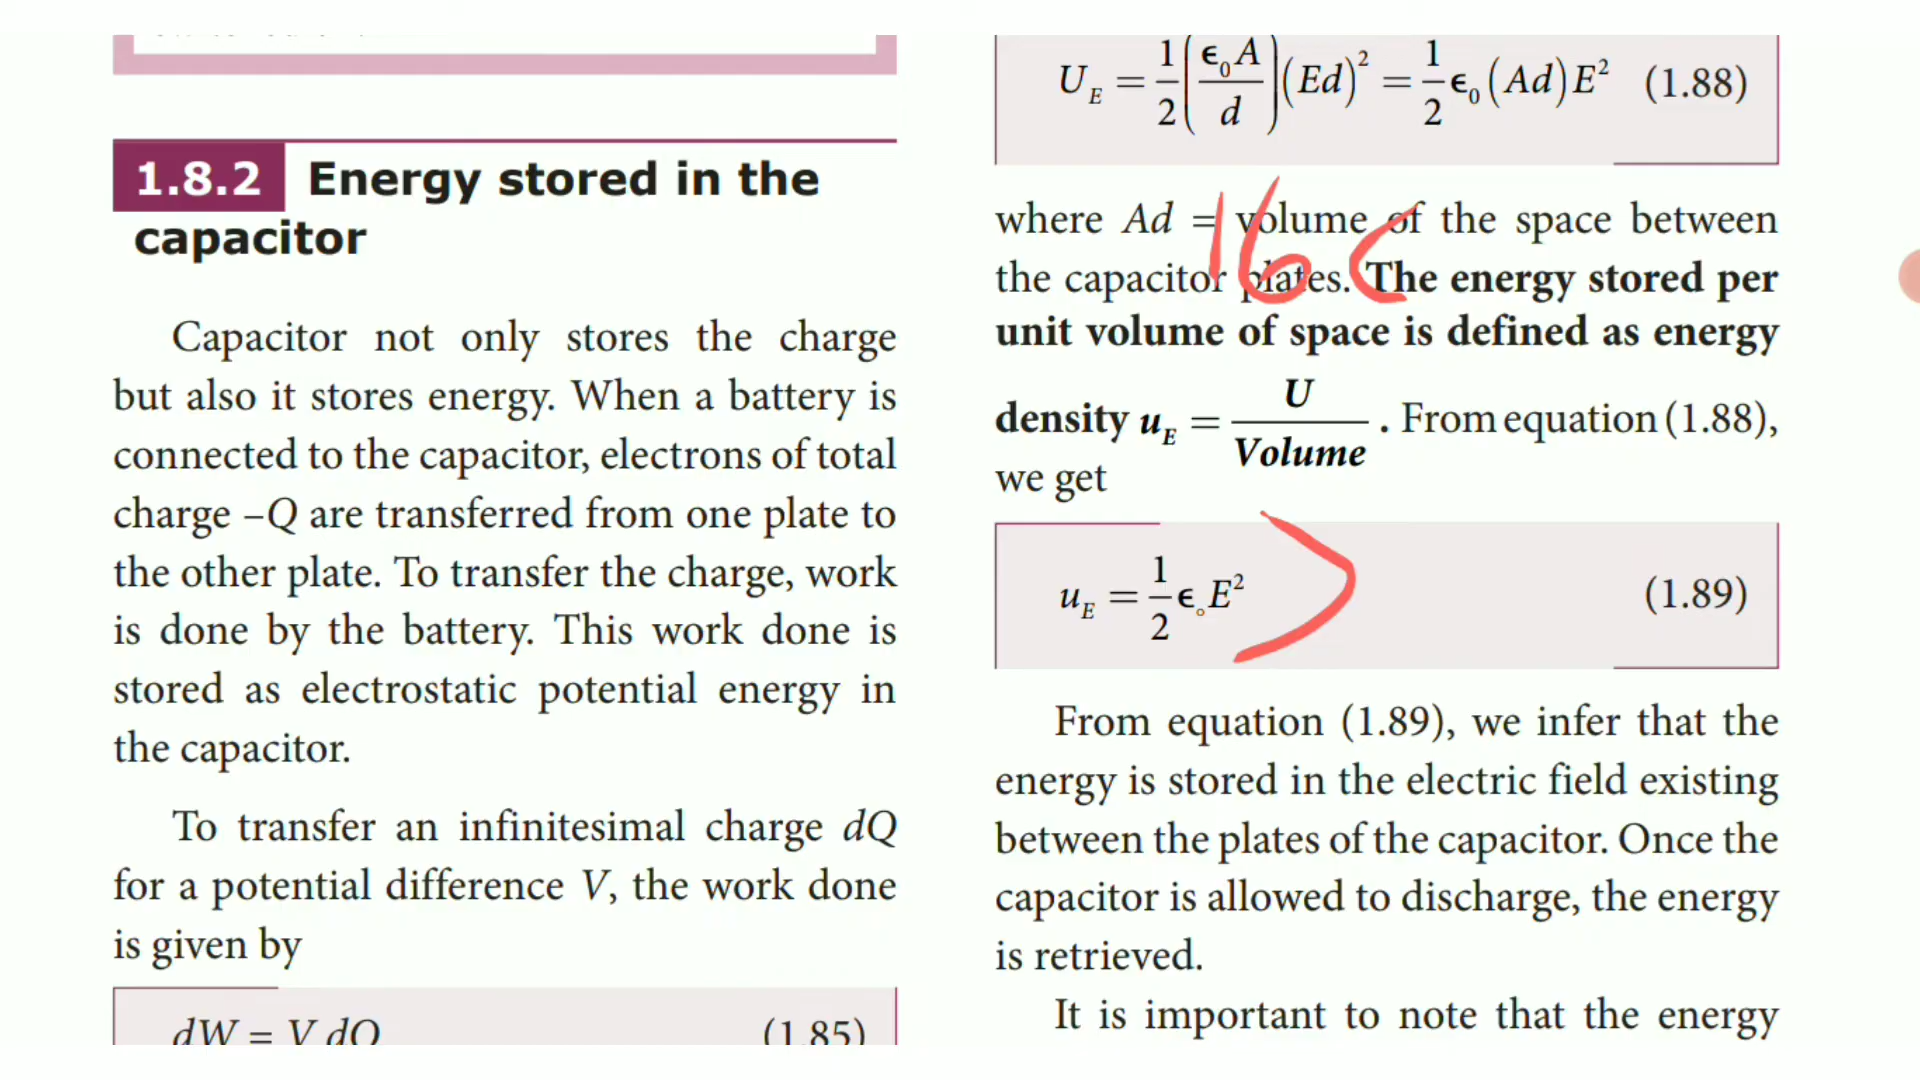 1.8.2 Energy stored in the
capacitor
Capacitor not only stores the charge
but also it stores energy. When a battery is
connected to the capacitor, electrons of total
charge –Q are transferred from one plate to
the other plate. To transfer the charge, work
is done by the battery. This work done is
stored as electrostatic potential energy in
the capacitor.
To transfer an infinitesimal charge dQ
for a potential difference V, the work done
is given by
dW = V dQ (1.85)
U_E = 1/2 (ϵ₀A/d) (Ed)² = 1/2 ϵ₀ (Ad) E² (1.88)
where Ad = volume of the space between
the capacitor plates. The energy stored per
unit volume of space is defined as energy
density u_E = U/Volume . From equation (1.88),
we get
16
u_E = 1/2 ϵ∘E² (1.89)
From equation (1.89), we infer that the
energy is stored in the electric field existing
between the plates of the capacitor. Once the
capacitor is allowed to discharge, the energy
is retrieved.
It is important to note that the energy